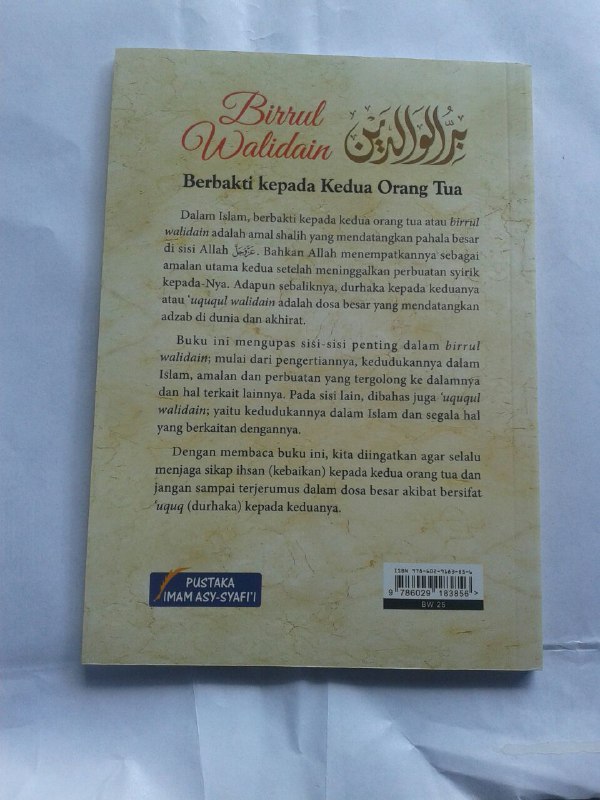 Birrul
Walidain
بِرُّ الوَالِدَيْنِ
Berbakti kepada Kedua Orang Tua
Dalam Islam, berbakti kepada kedua orang tua atau birrul
walidain adalah amal shalih yang mendatangkan pahala besar
di sisi Allah عَزَّوَجَلَّ. Bahkan Allah menempatkannya sebagai
amalan utama kedua setelah meninggalkan perbuatan syirik
kepada-Nya. Adapun sebaliknya, durhaka kepada keduanya
atau 'uququl walidain adalah dosa besar yang mendatangkan
adzab di dunia dan akhirat.
Buku ini mengupas sisi-sisi penting dalam birrul
walidain; mulai dari pengertiannya, kedudukannya dalam
Islam, amalan dan perbuatan yang tergolong ke dalamnya
dan hal terkait lainnya. Pada sisi lain, dibahas juga 'uququl
walidain; yaitu kedudukannya dalam Islam dan segala hal
yang berkaitan dengannya.
Dengan membaca buku ini, kita diingatkan agar selalu
menjaga sikap ihsan (kebaikan) kepada kedua orang tua dan
jangan sampai terjerumus dalam dosa besar akibat bersifat
'uquq (durhaka) kepada keduanya.
PUSTAKA
IMAM ASY-SYAFI'I
ISBN 978-602-9183-85-6
9 786029 183856 >
BW 25